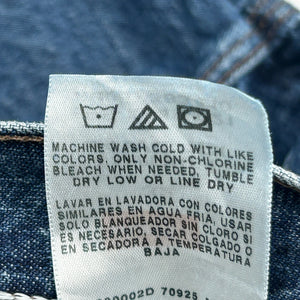 MACHINE WASH COLD WITH LIKE
COLORS, ONLY NON-CHLORINE
BLEACH WHEN NEEDED, TUMBLE
DRY LOW OR LINE DRY
LAVAR EN LAVADORA CON COLORES
SIMILARES EN AGUA FRIA, USAR
SOLO BLANQUEADOR SIN CLORO SI
ES NECESARIO, SECAR COLGADO O
EN SECADORA A TEMPERATURA
BAJA
70925